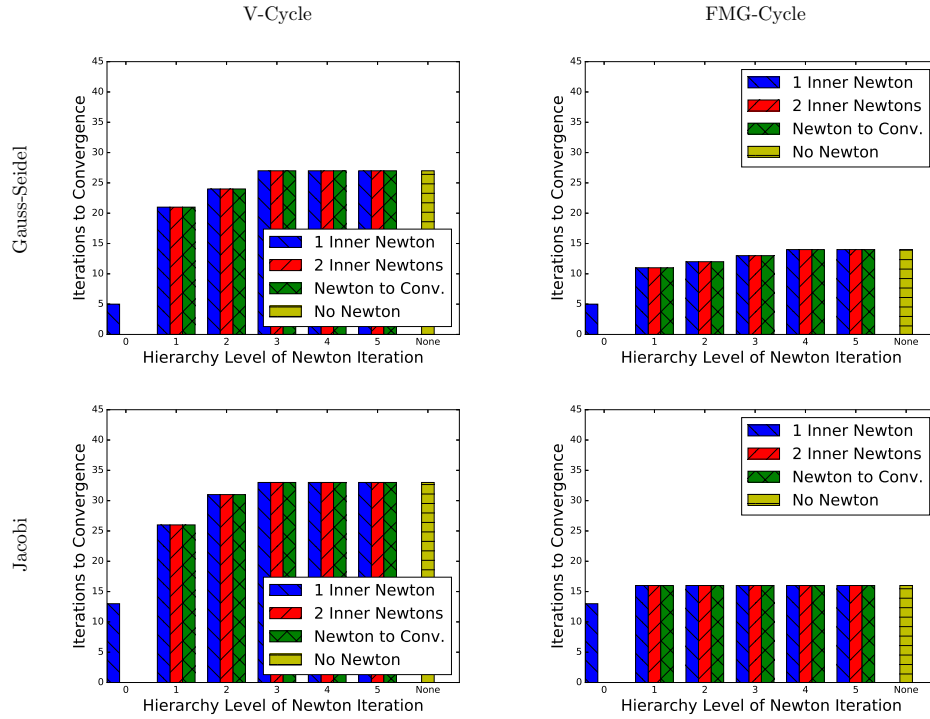 V-Cycle
FMG-Cycle
Gauss-Seidel
Iterations to Convergence
45
40
35
30
25
20
15
10
5
0
1 Inner Newton
2 Inner Newtons
Newton to Conv.
No Newton
0 1 2 3 4 5 None
Hierarchy Level of Newton Iteration
Iterations to Convergence
45
40
35
30
25
20
15
10
5
0
1 Inner Newton
2 Inner Newtons
Newton to Conv.
No Newton
0 1 2 3 4 5 None
Hierarchy Level of Newton Iteration
Jacobi
Iterations to Convergence
45
40
35
30
25
20
15
10
5
0
1 Inner Newton
2 Inner Newtons
Newton to Conv.
No Newton
0 1 2 3 4 5 None
Hierarchy Level of Newton Iteration
Iterations to Convergence
45
40
35
30
25
20
15
10
5
0
1 Inner Newton
2 Inner Newtons
Newton to Conv.
No Newton
0 1 2 3 4 5 None
Hierarchy Level of Newton Iteration